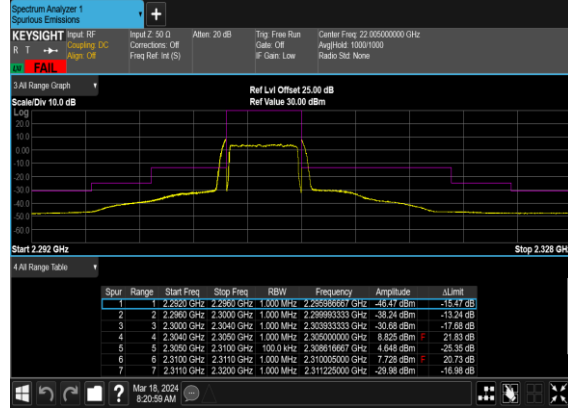 Spectrum Analyzer 1
Spurious Emissions
+
KEYSIGHT
R T
FAIL
Input: RF
Coupling: DC
Align: Off
Input Z: 50 Ω
Corrections: Off
Freq Ref: Int (S)
Atten: 20 dB
Trig: Free Run
Gate: Off
IF Gain: Low
Center Freq: 22.005000000 GHz
Avg|Hold: 1000/1000
Radio Std: None
3 All Range Graph
Scale/Div 10.0 dB
Ref Lvl Offset 25.00 dB
Ref Value 30.00 dBm
Log
20.0
10.0
0.00
-10.0
-20.0
-30.0
-40.0
-50.0
-60.0
Start 2.292 GHz
Stop 2.328 GH
4 All Range Table
Spur Range Start Freq Stop Freq RBW Frequency Amplitude ΔLimit
1 1 2.2920 GHz 2.2960 GHz 1.000 MHz 2.295986667 GHz -46.47 dBm -15.47 dB
2 2 2.2960 GHz 2.3000 GHz 1.000 MHz 2.299993333 GHz -38.24 dBm -13.24 dB
3 3 2.3000 GHz 2.3040 GHz 1.000 MHz 2.303933333 GHz -30.68 dBm -17.68 dB
4 4 2.3040 GHz 2.3050 GHz 1.000 MHz 2.305000000 GHz 8.825 dBm F 21.83 dB
5 5 2.3050 GHz 2.3100 GHz 100.0 kHz 2.308616667 GHz 4.648 dBm -25.35 dB
6 6 2.3100 GHz 2.3110 GHz 1.000 MHz 2.310005000 GHz 7.728 dBm F 20.73 dB
7 7 2.3110 GHz 2.3200 GHz 1.000 MHz 2.311225000 GHz -29.98 dBm -16.98 dB
?
Mar 18, 2024
8:20:59 AM